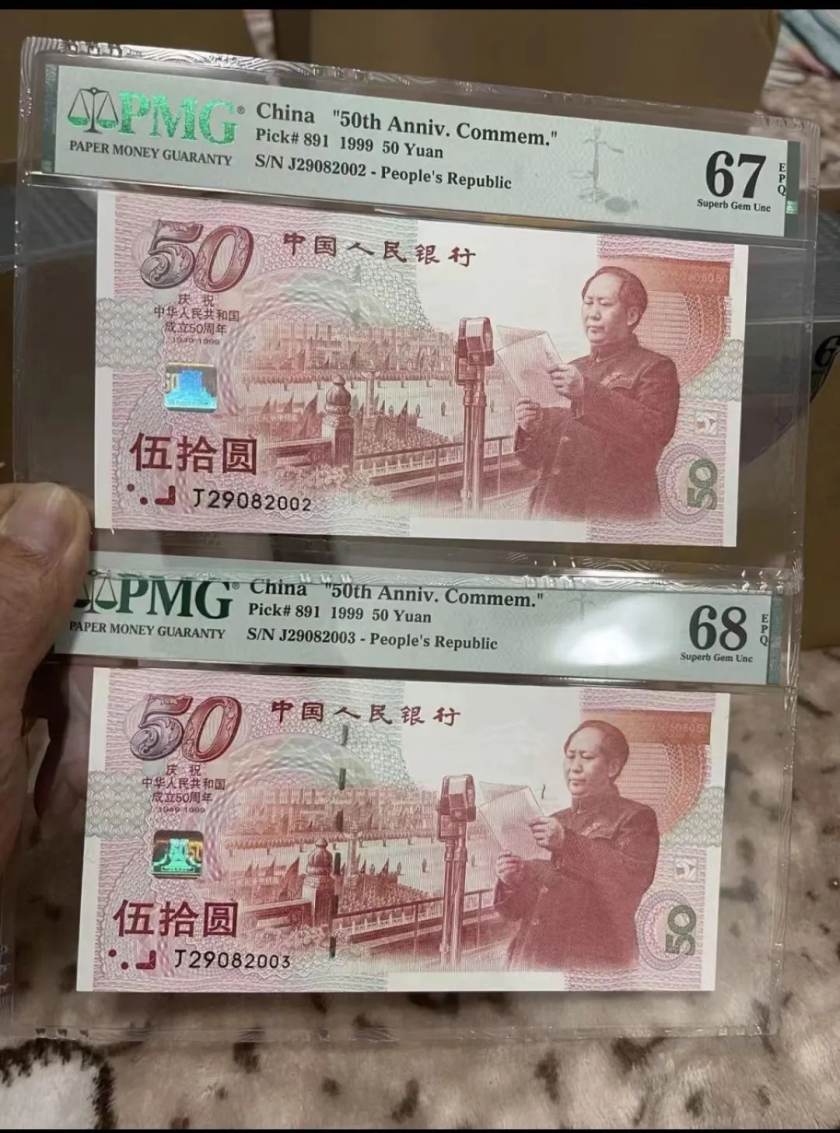 PMG®
PAPER MONEY GUARANTY
China "50th Anniv. Commem."
Pick# 891 1999 50 Yuan
S/N J29082002 - People's Republic
67
EPQ
Superb Gem Unc
50
中国人民银行
庆祝
中华人民共和国
成立50周年
1949-1999
伍拾圆
J29082002
50
PMG®
PAPER MONEY GUARANTY
China "50th Anniv. Commem."
Pick# 891 1999 50 Yuan
S/N J29082003 - People's Republic
68
EPQ
Superb Gem Unc
50
中国人民银行
庆祝
中华人民共和国
成立50周年
1949-1999
伍拾圆
J29082003
50